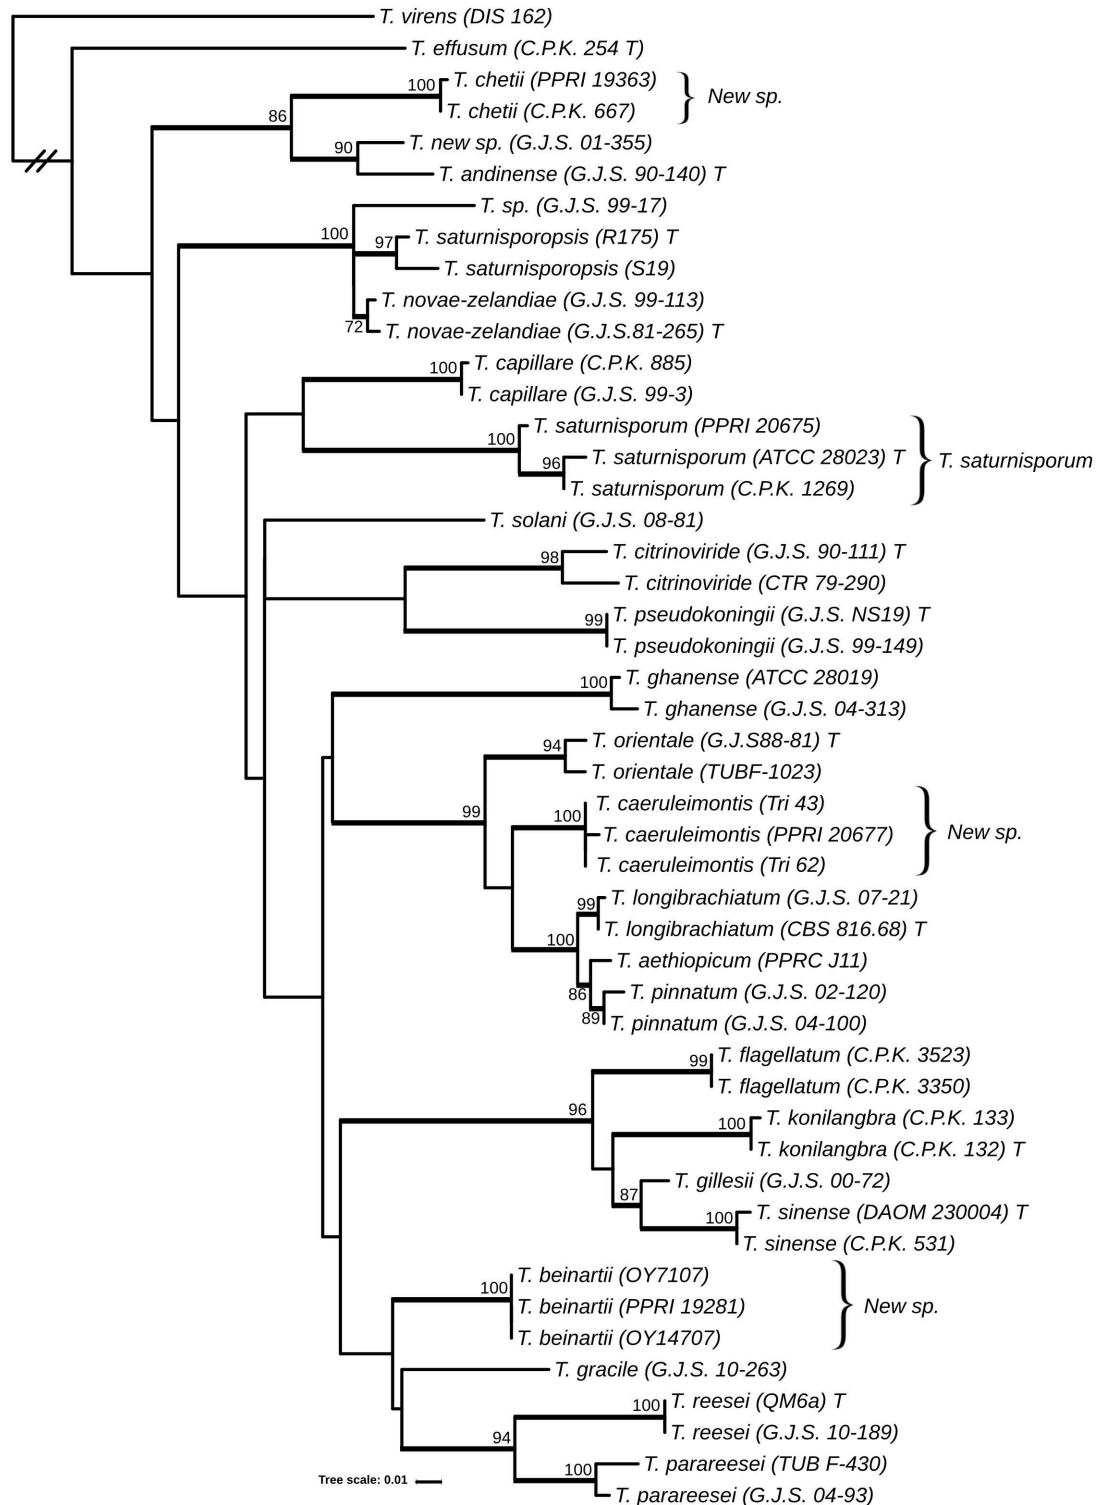 T. virens (DIS 162)
T. effusum (C.P.K. 254 T)
100 T. chetii (PPRI 19363)
New sp.
T. chetii (C.P.K. 667)
86
90 T. new sp. (G.J.S. 01-355)
T. andinense (G.J.S. 90-140) T
T. sp. (G.J.S. 99-17)
100 97 T. saturnisporopsis (R175) T
T. saturnisporopsis (S19)
T. novae-zelandiae (G.J.S. 99-113)
72 T. novae-zelandiae (G.J.S.81-265) T
100 T. capillare (C.P.K. 885)
T. capillare (G.J.S. 99-3)
100 T. saturnisporum (PPRI 20675)
96 T. saturnisporum (ATCC 28023) T
T. saturnisporum
T. saturnisporum (C.P.K. 1269)
T. solani (G.J.S. 08-81)
98 T. citrinoviride (G.J.S. 90-111) T
T. citrinoviride (CTR 79-290)
99 T. pseudokoningii (G.J.S. NS19) T
T. pseudokoningii (G.J.S. 99-149)
100 T. ghanense (ATCC 28019)
T. ghanense (G.J.S. 04-313)
94 T. orientale (G.J.S88-81) T
T. orientale (TUBF-1023)
99 100 T. caeruleimontis (Tri 43)
T. caeruleimontis (PPRI 20677)
New sp.
T. caeruleimontis (Tri 62)
99 T. longibrachiatum (G.J.S. 07-21)
T. longibrachiatum (CBS 816.68) T
100 T. aethiopicum (PPRC J11)
86 T. pinnatum (G.J.S. 02-120)
89 T. pinnatum (G.J.S. 04-100)
99 T. flagellatum (C.P.K. 3523)
T. flagellatum (C.P.K. 3350)
96 100 T. konilangbra (C.P.K. 133)
T. konilangbra (C.P.K. 132) T
87 T. gillesii (G.J.S. 00-72)
100 T. sinense (DAOM 230004) T
T. sinense (C.P.K. 531)
100 T. beinartii (OY7107)
T. beinartii (PPRI 19281)
New sp.
T. beinartii (OY14707)
T. gracile (G.J.S. 10-263)
100 T. reesei (QM6a) T
T. reesei (G.J.S. 10-189)
94 100 T. parareesei (TUB F-430)
Tree scale: 0.01
T. parareesei (G.J.S. 04-93)